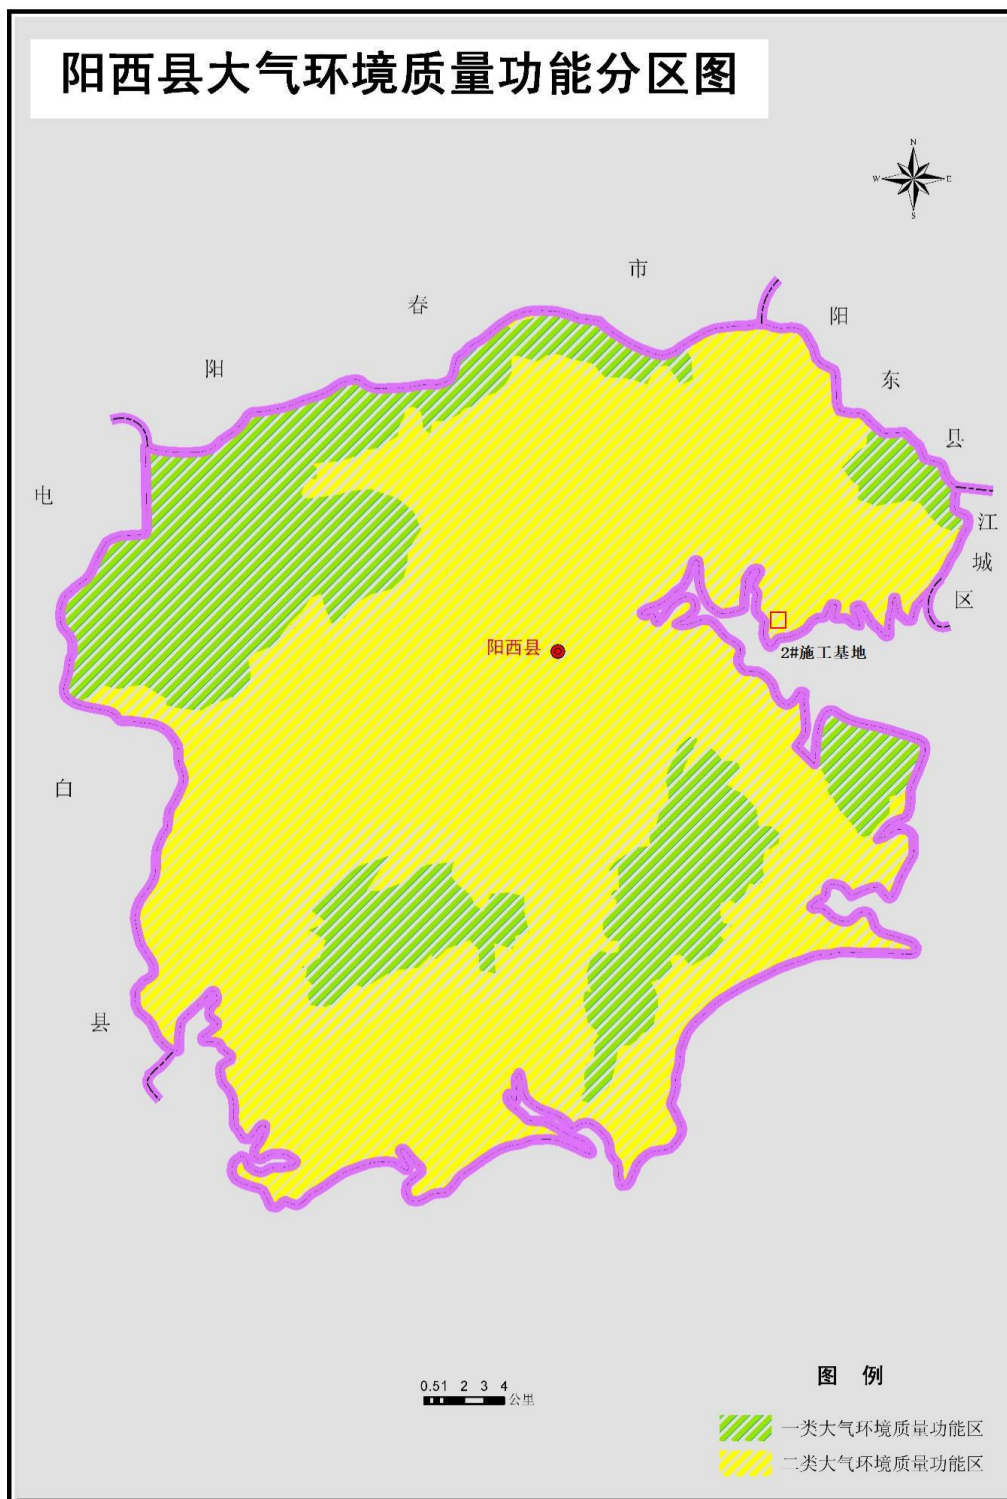 阳西县大气环境质量功能分区图
N
W E
S
市
春
阳
阳
东
县
电
江
城
区
阳西县
2#施工基地
白
县
图 例
0.51 2 3 4
公里
一类大气环境质量功能区
二类大气环境质量功能区